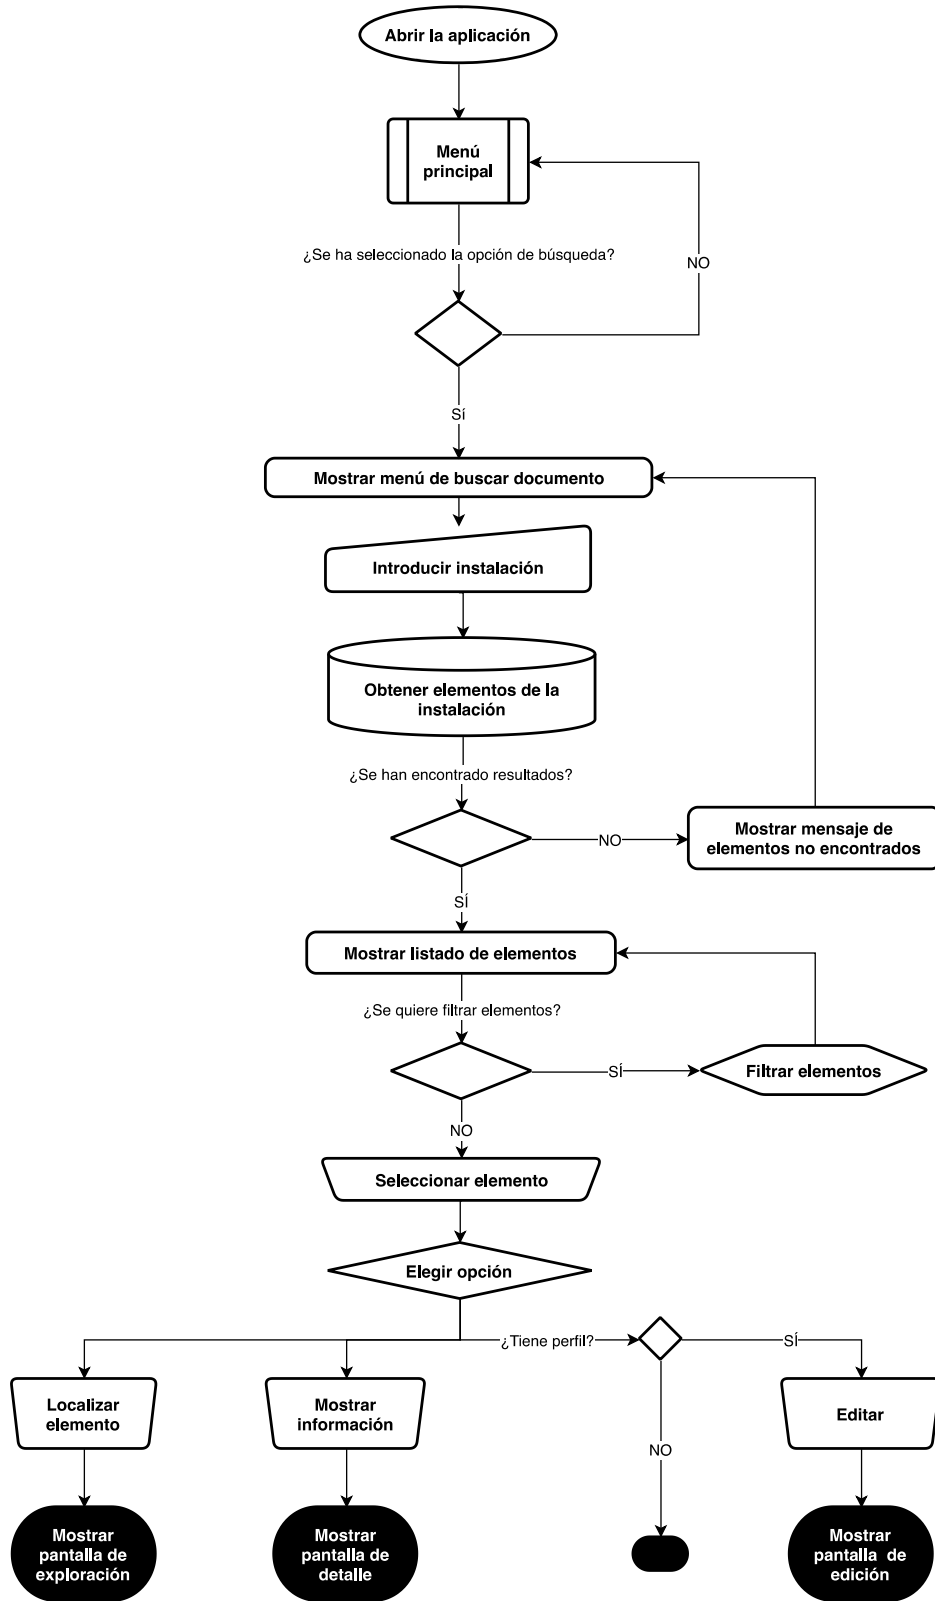 Abrir la aplicación
Menú
principal
¿Se ha seleccionado la opción de búsqueda?
NO
Sí
Mostrar menú de buscar documento
Introducir instalación
Obtener elementos de la
instalación
¿Se han encontrado resultados?
NO
Mostrar mensaje de
elementos no encontrados
SÍ
Mostrar listado de elementos
¿Se quiere filtrar elementos?
SÍ
Filtrar elementos
NO
Seleccionar elemento
Elegir opción
¿Tiene perfil?
SÍ
Localizar
elemento
Mostrar
información
Editar
NO
Mostrar
pantalla de
exploración
Mostrar
pantalla de
detalle
Mostrar
pantalla de
edición